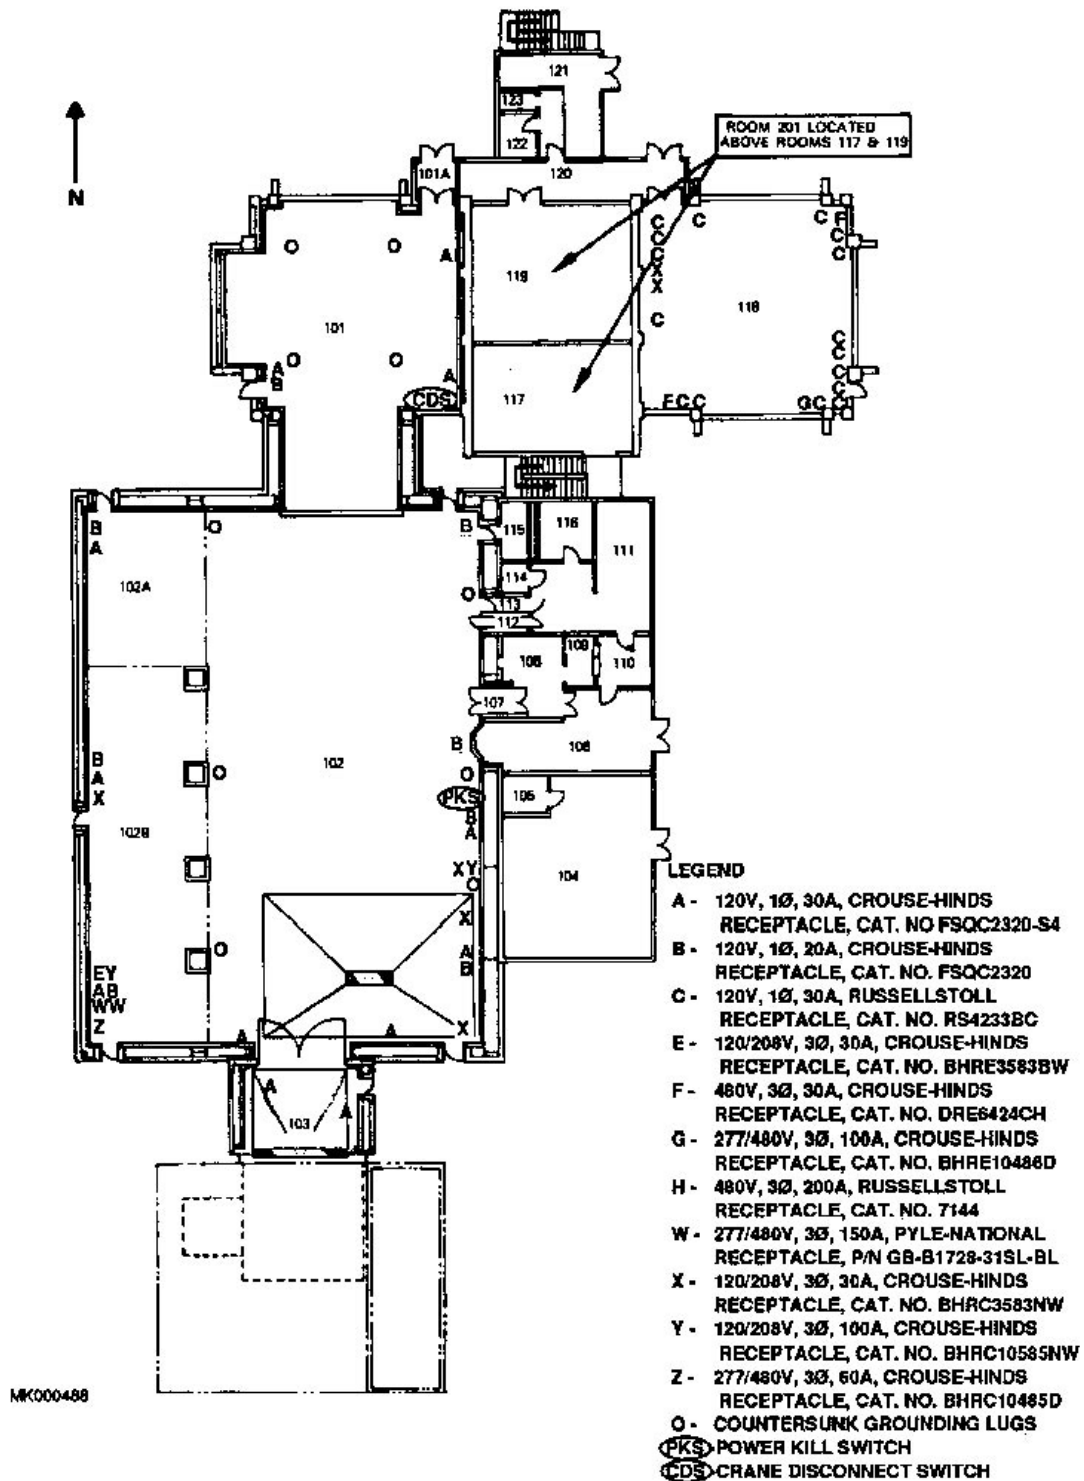 121
123
122
ROOM 201 LOCATED
ABOVE ROOMS 117 & 119
101A
120
N
O O
C C F
C C
C C
A
X
119
X
101
C
118
O O
C
C
A
B
A
C
C
CDS
117
F C C
G C C
B
A
O
B
115
116
111
102A
114
O
113
112
109
108
110
107
B
106
B
A
X
O
102
O
PKS
105
B
A
102B
X Y
O
104
X
O
A
B
EY
AB
WW
Z
A
A
X
A
A
103
LEGEND
A - 120V, 1Ø, 30A, CROUSE-HINDS
RECEPTACLE, CAT. NO FSQC2320-S4
B - 120V, 1Ø, 20A, CROUSE-HINDS
RECEPTACLE, CAT. NO. FSQC2320
C - 120V, 1Ø, 30A, RUSSELLSTOLL
RECEPTACLE, CAT. NO. RS4233BC
E - 120/208V, 3Ø, 30A, CROUSE-HINDS
RECEPTACLE, CAT. NO. BHRE3583BW
F - 480V, 3Ø, 30A, CROUSE-HINDS
RECEPTACLE, CAT. NO. DRE6424CH
G - 277/480V, 3Ø, 100A, CROUSE-HINDS
RECEPTACLE, CAT. NO. BHRE10486D
H - 480V, 3Ø, 200A, RUSSELLSTOLL
RECEPTACLE, CAT. NO. 7144
W - 277/480V, 3Ø, 150A, PYLE-NATIONAL
RECEPTACLE, P/N GB-B1728-31SL-BL
X - 120/208V, 3Ø, 30A, CROUSE-HINDS
RECEPTACLE, CAT. NO. BHRC3583NW
Y - 120/208V, 3Ø, 100A, CROUSE-HINDS
RECEPTACLE, CAT. NO. BHRC10585NW
Z - 277/480V, 3Ø, 60A, CROUSE-HINDS
RECEPTACLE, CAT. NO. BHRC10485D
O - COUNTERSUNK GROUNDING LUGS
PKS POWER KILL SWITCH
CDS CRANE DISCONNECT SWITCH
MK000488